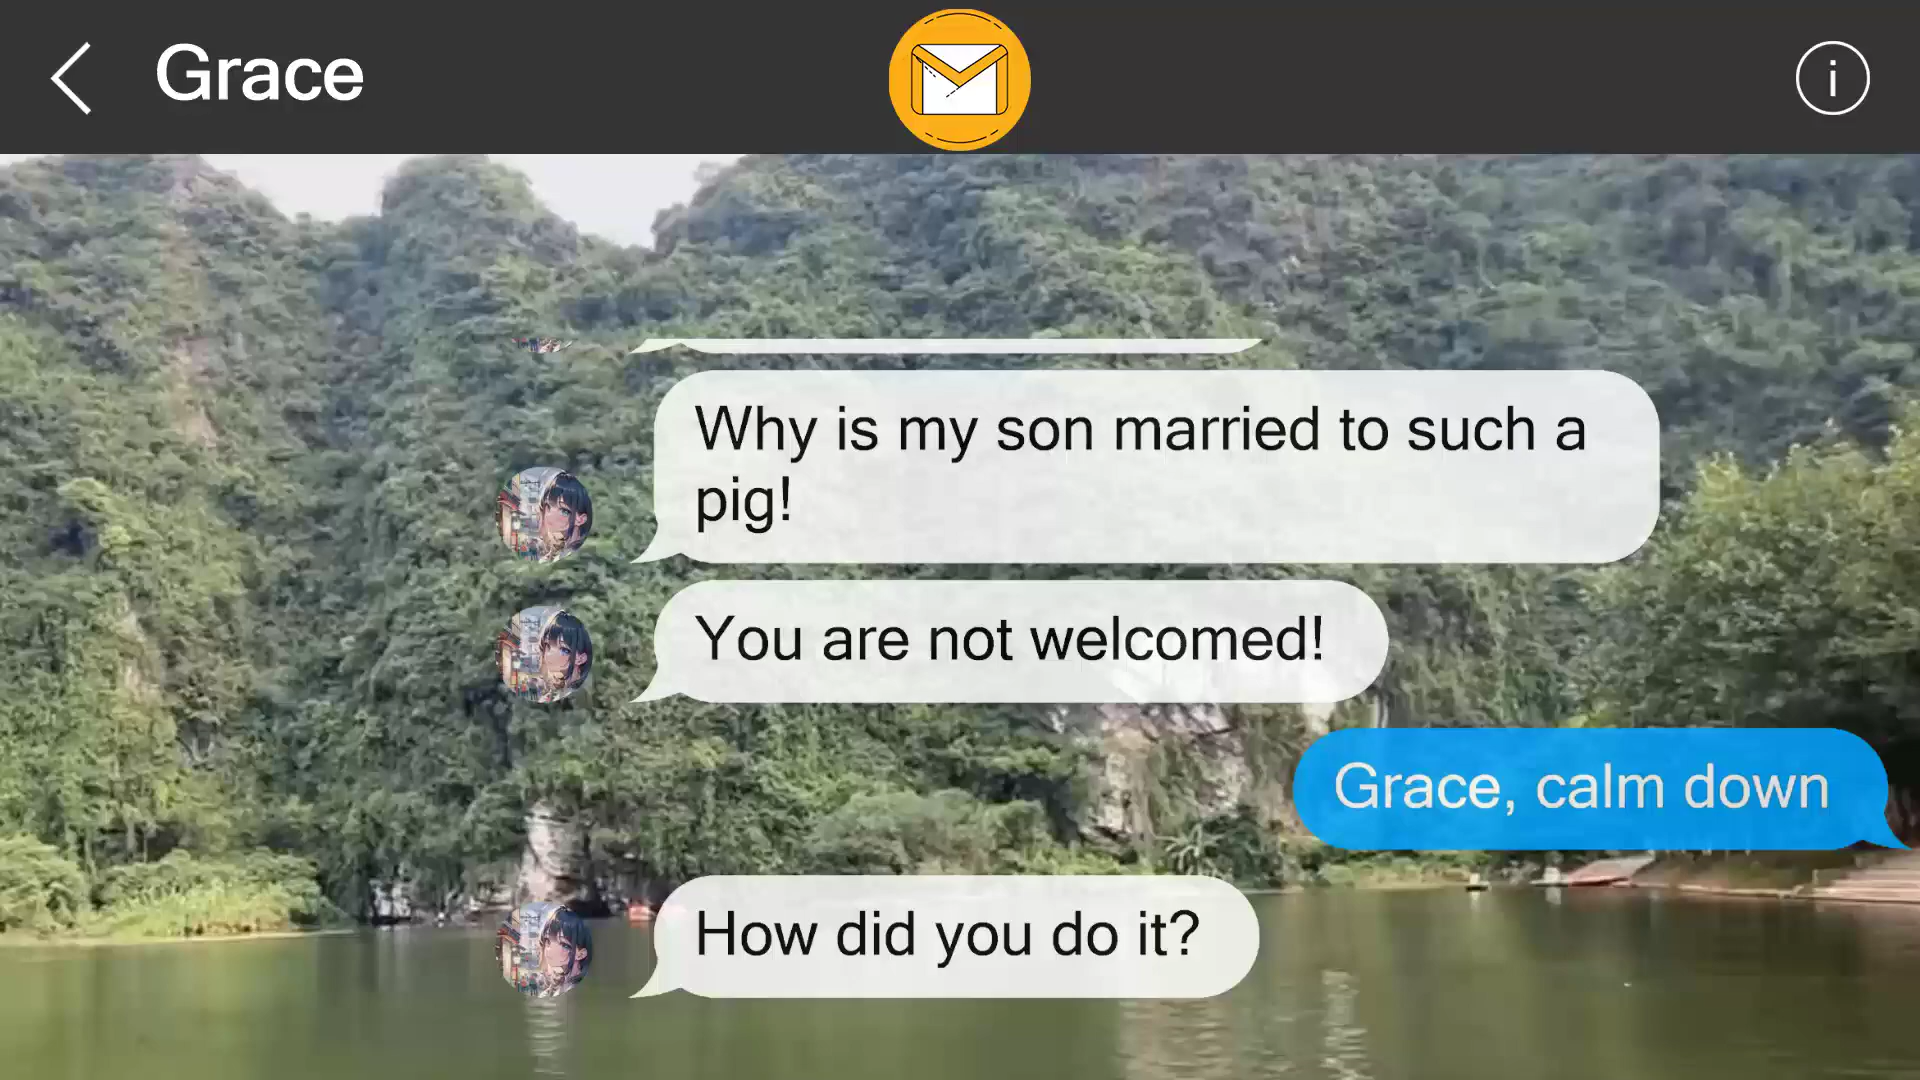 Grace
Why is my son married to such a
pig!
You are not welcomed!
Grace, calm down
How did you do it?